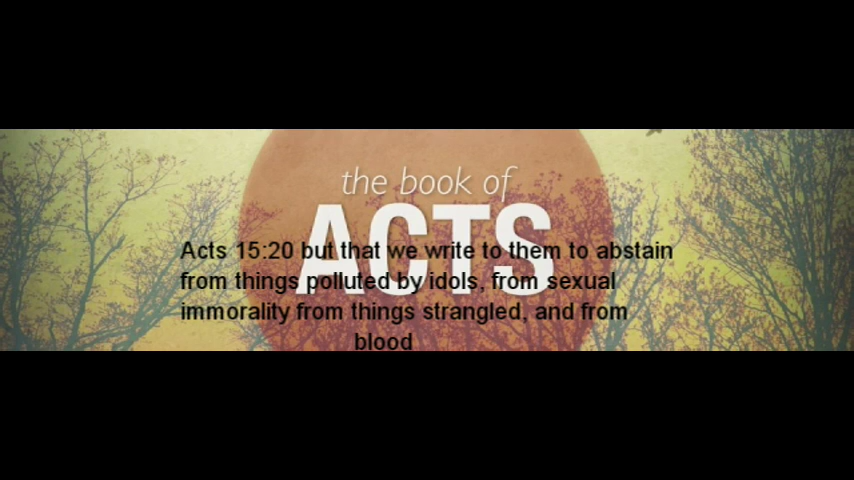 the book of
ACTS
Acts 15:20 but that we write to them to abstain
from things polluted by idols, from sexual
immorality from things strangled, and from
blood